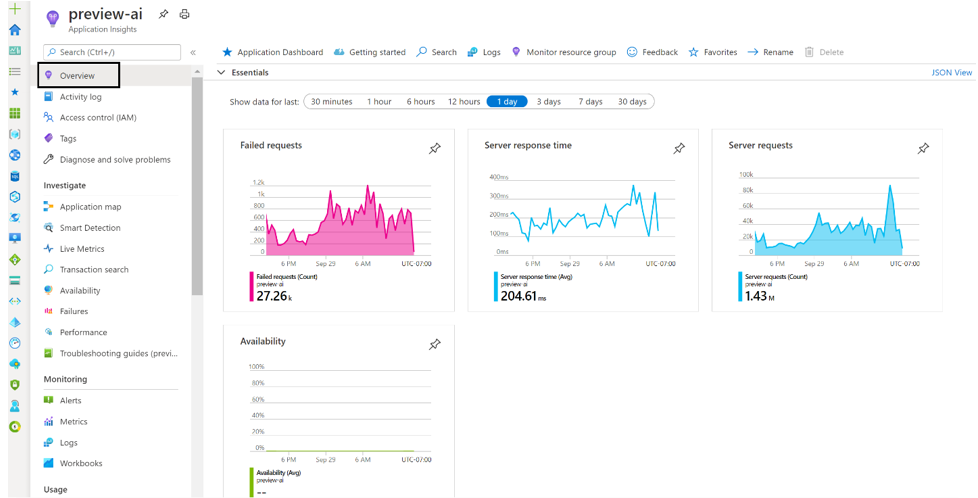 preview-ai
Application Insights
Search (Ctrl+/)
«
Overview
Activity log
Access control (IAM)
Tags
Diagnose and solve problems
Investigate
Application map
Smart Detection
Live Metrics
Transaction search
Availability
Failures
Performance
Troubleshooting guides (previ...
Monitoring
Alerts
Metrics
Logs
Workbooks
Usage
Application Dashboard
Getting started
Search
Logs
Monitor resource group
Feedback
Favorites
Rename
Delete
Essentials
JSON View
Show data for last:
30 minutes
1 hour
6 hours
12 hours
1 day
3 days
7 days
30 days
Failed requests
1.2k
1k
800
600
400
200
0
6 PM
Sep 29
6 AM
UTC-07:00
Failed requests (Count)
preview-ai
27.26 k
Server response time
400ms
300ms
200ms
100ms
0ms
6 PM
Sep 29
6 AM
UTC-07:00
Server response time (Avg)
preview-ai
204.61 ms
Server requests
100k
80k
60k
40k
20k
0
6 PM
Sep 29
6 AM
UTC-07:00
Server requests (Count)
preview-ai
1.43 M
Availability
100%
80%
60%
40%
20%
0%
6 PM
Sep 29
6 AM
UTC-07:00
Availability (Avg)
preview-ai
--